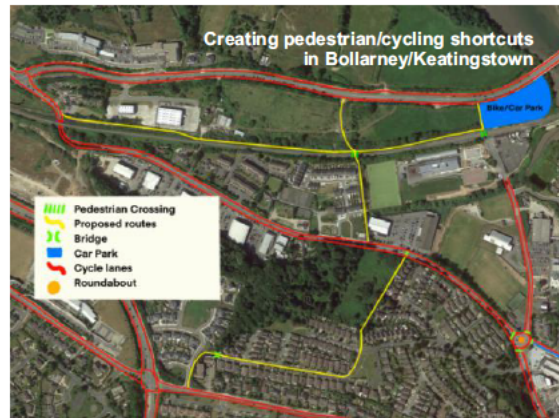 Creating pedestrian/cycling shortcuts
in Bollarney/Keatingstown
Bike/Car Park
Pedestrian Crossing
Proposed routes
Bridge
Car Park
Cycle lanes
Roundabout